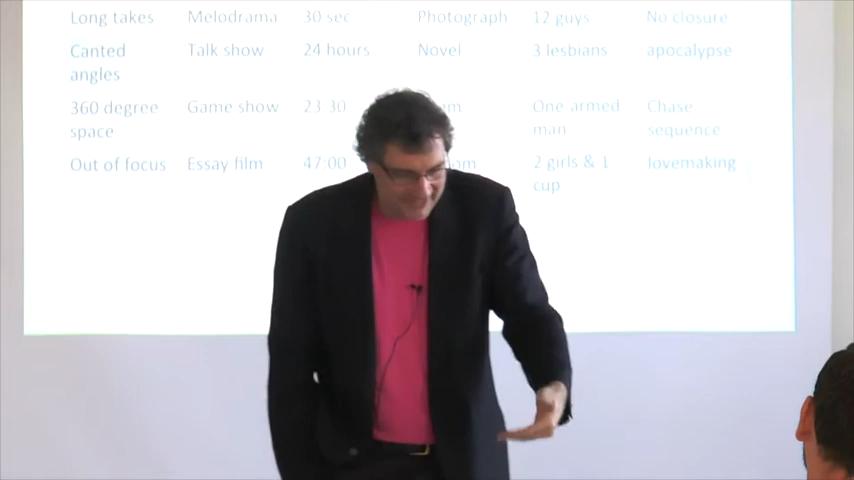 Long takes Melodrama 30 sec Photograph 12 guys No closure
Canted Talk show 24 hours Novel 3 lesbians apocalypse
angles
360 degree Game show 23 30 One armed Chase
space man sequence
Out of focus Essay film 47:00 2 girls & 1 lovemaking
cup